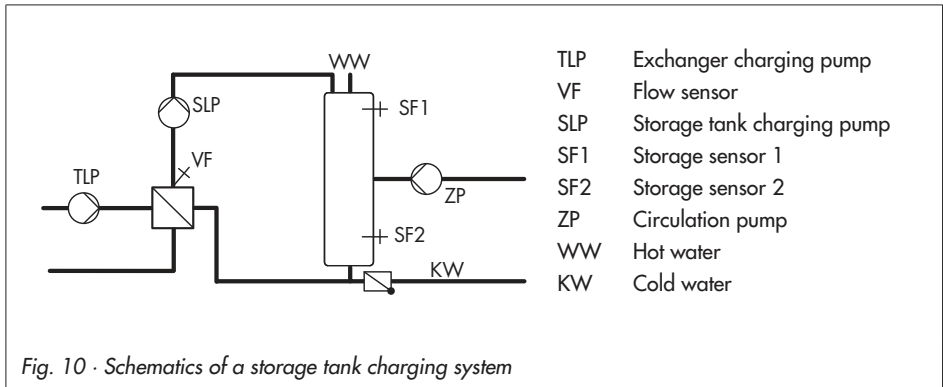 WW
SLP
SF1
VF
TLP
ZP
SF2
KW
TLP Exchanger charging pump
VF Flow sensor
SLP Storage tank charging pump
SF1 Storage sensor 1
SF2 Storage sensor 2
ZP Circulation pump
WW Hot water
KW Cold water
Fig. 10 · Schematics of a storage tank charging system